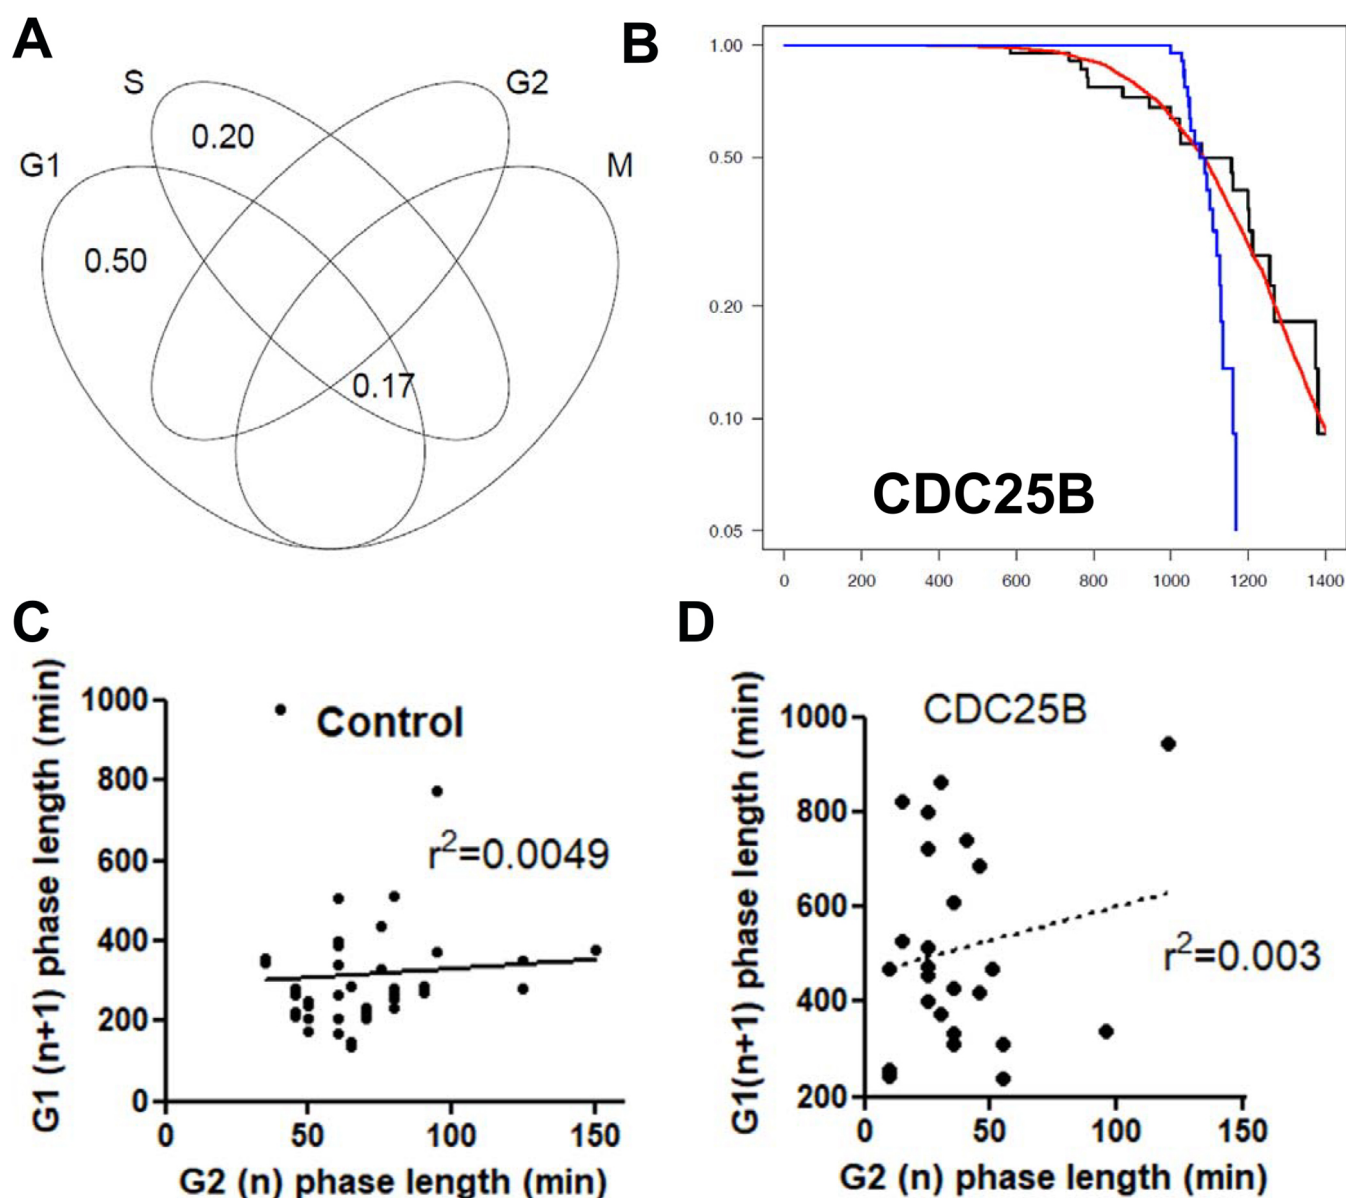 A
S
G2
0.20
G1
M
0.50
0.17
B
1.00
0.50
0.20
0.10
0.05
CDC25B
0 200 400 600 800 1000 1200 1400
C
G1 (n+1) phase length (min)
1000
800
600
400
200
0
Control
r²=0.0049
0 50 100 150
G2 (n) phase length (min)
D
G1(n+1) phase length (min)
1000
800
600
400
200
CDC25B
r²=0.003
0 50 100 150
G2 (n) phase length (min)